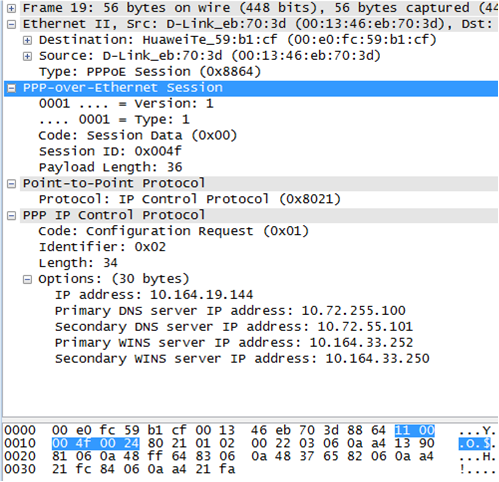 Frame 19: 56 bytes on wire (448 bits), 56 bytes captured (44
Ethernet II, Src: D-Link_eb:70:3d (00:13:46:eb:70:3d), Dst:
Destination: HuaweiTe_59:b1:cf (00:e0:fc:59:b1:cf)
Source: D-Link_eb:70:3d (00:13:46:eb:70:3d)
Type: PPPoE Session (0x8864)
PPP-over-Ethernet Session
0001 .... = Version: 1
.... 0001 = Type: 1
Code: Session Data (0x00)
Session ID: 0x004f
Payload Length: 36
Point-to-Point Protocol
Protocol: IP Control Protocol (0x8021)
PPP IP Control Protocol
Code: Configuration Request (0x01)
Identifier: 0x02
Length: 34
Options: (30 bytes)
IP address: 10.164.19.144
Primary DNS server IP address: 10.72.255.100
Secondary DNS server IP address: 10.72.55.101
Primary WINS server IP address: 10.164.33.252
Secondary WINS server IP address: 10.164.33.250
0000 00 e0 fc 59 b1 cf 00 13 46 eb 70 3d 88 64 11 00 ...Y.
0010 00 4f 00 24 80 21 01 02 00 22 03 06 0a a4 13 90 .O.$.
0020 81 06 0a 48 ff 64 83 06 0a 48 37 65 82 06 0a a4 ...H.
0030 21 fc 84 06 0a a4 21 fa !....